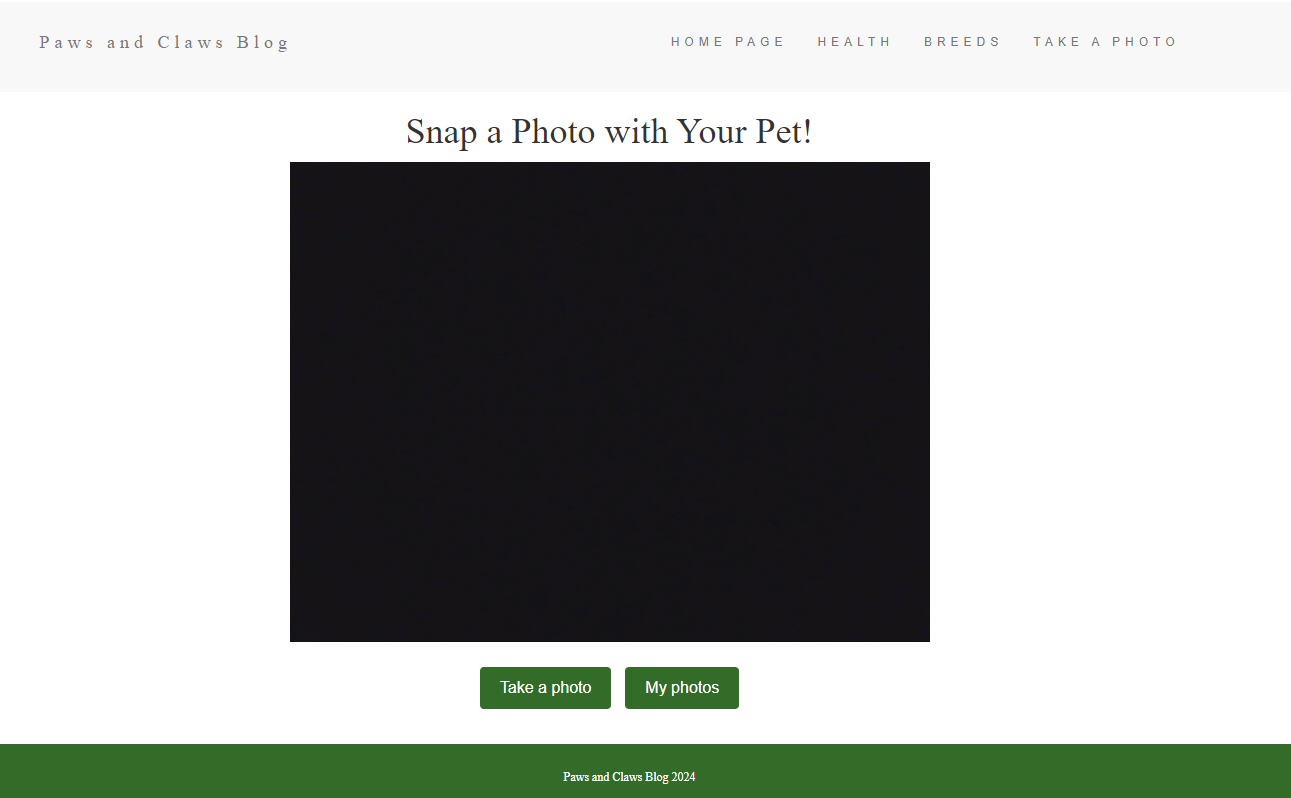 Paws and Claws Blog
HOME PAGE HEALTH BREEDS TAKE A PHOTO
Snap a Photo with Your Pet!
Take a photo My photos
Paws and Claws Blog 2024